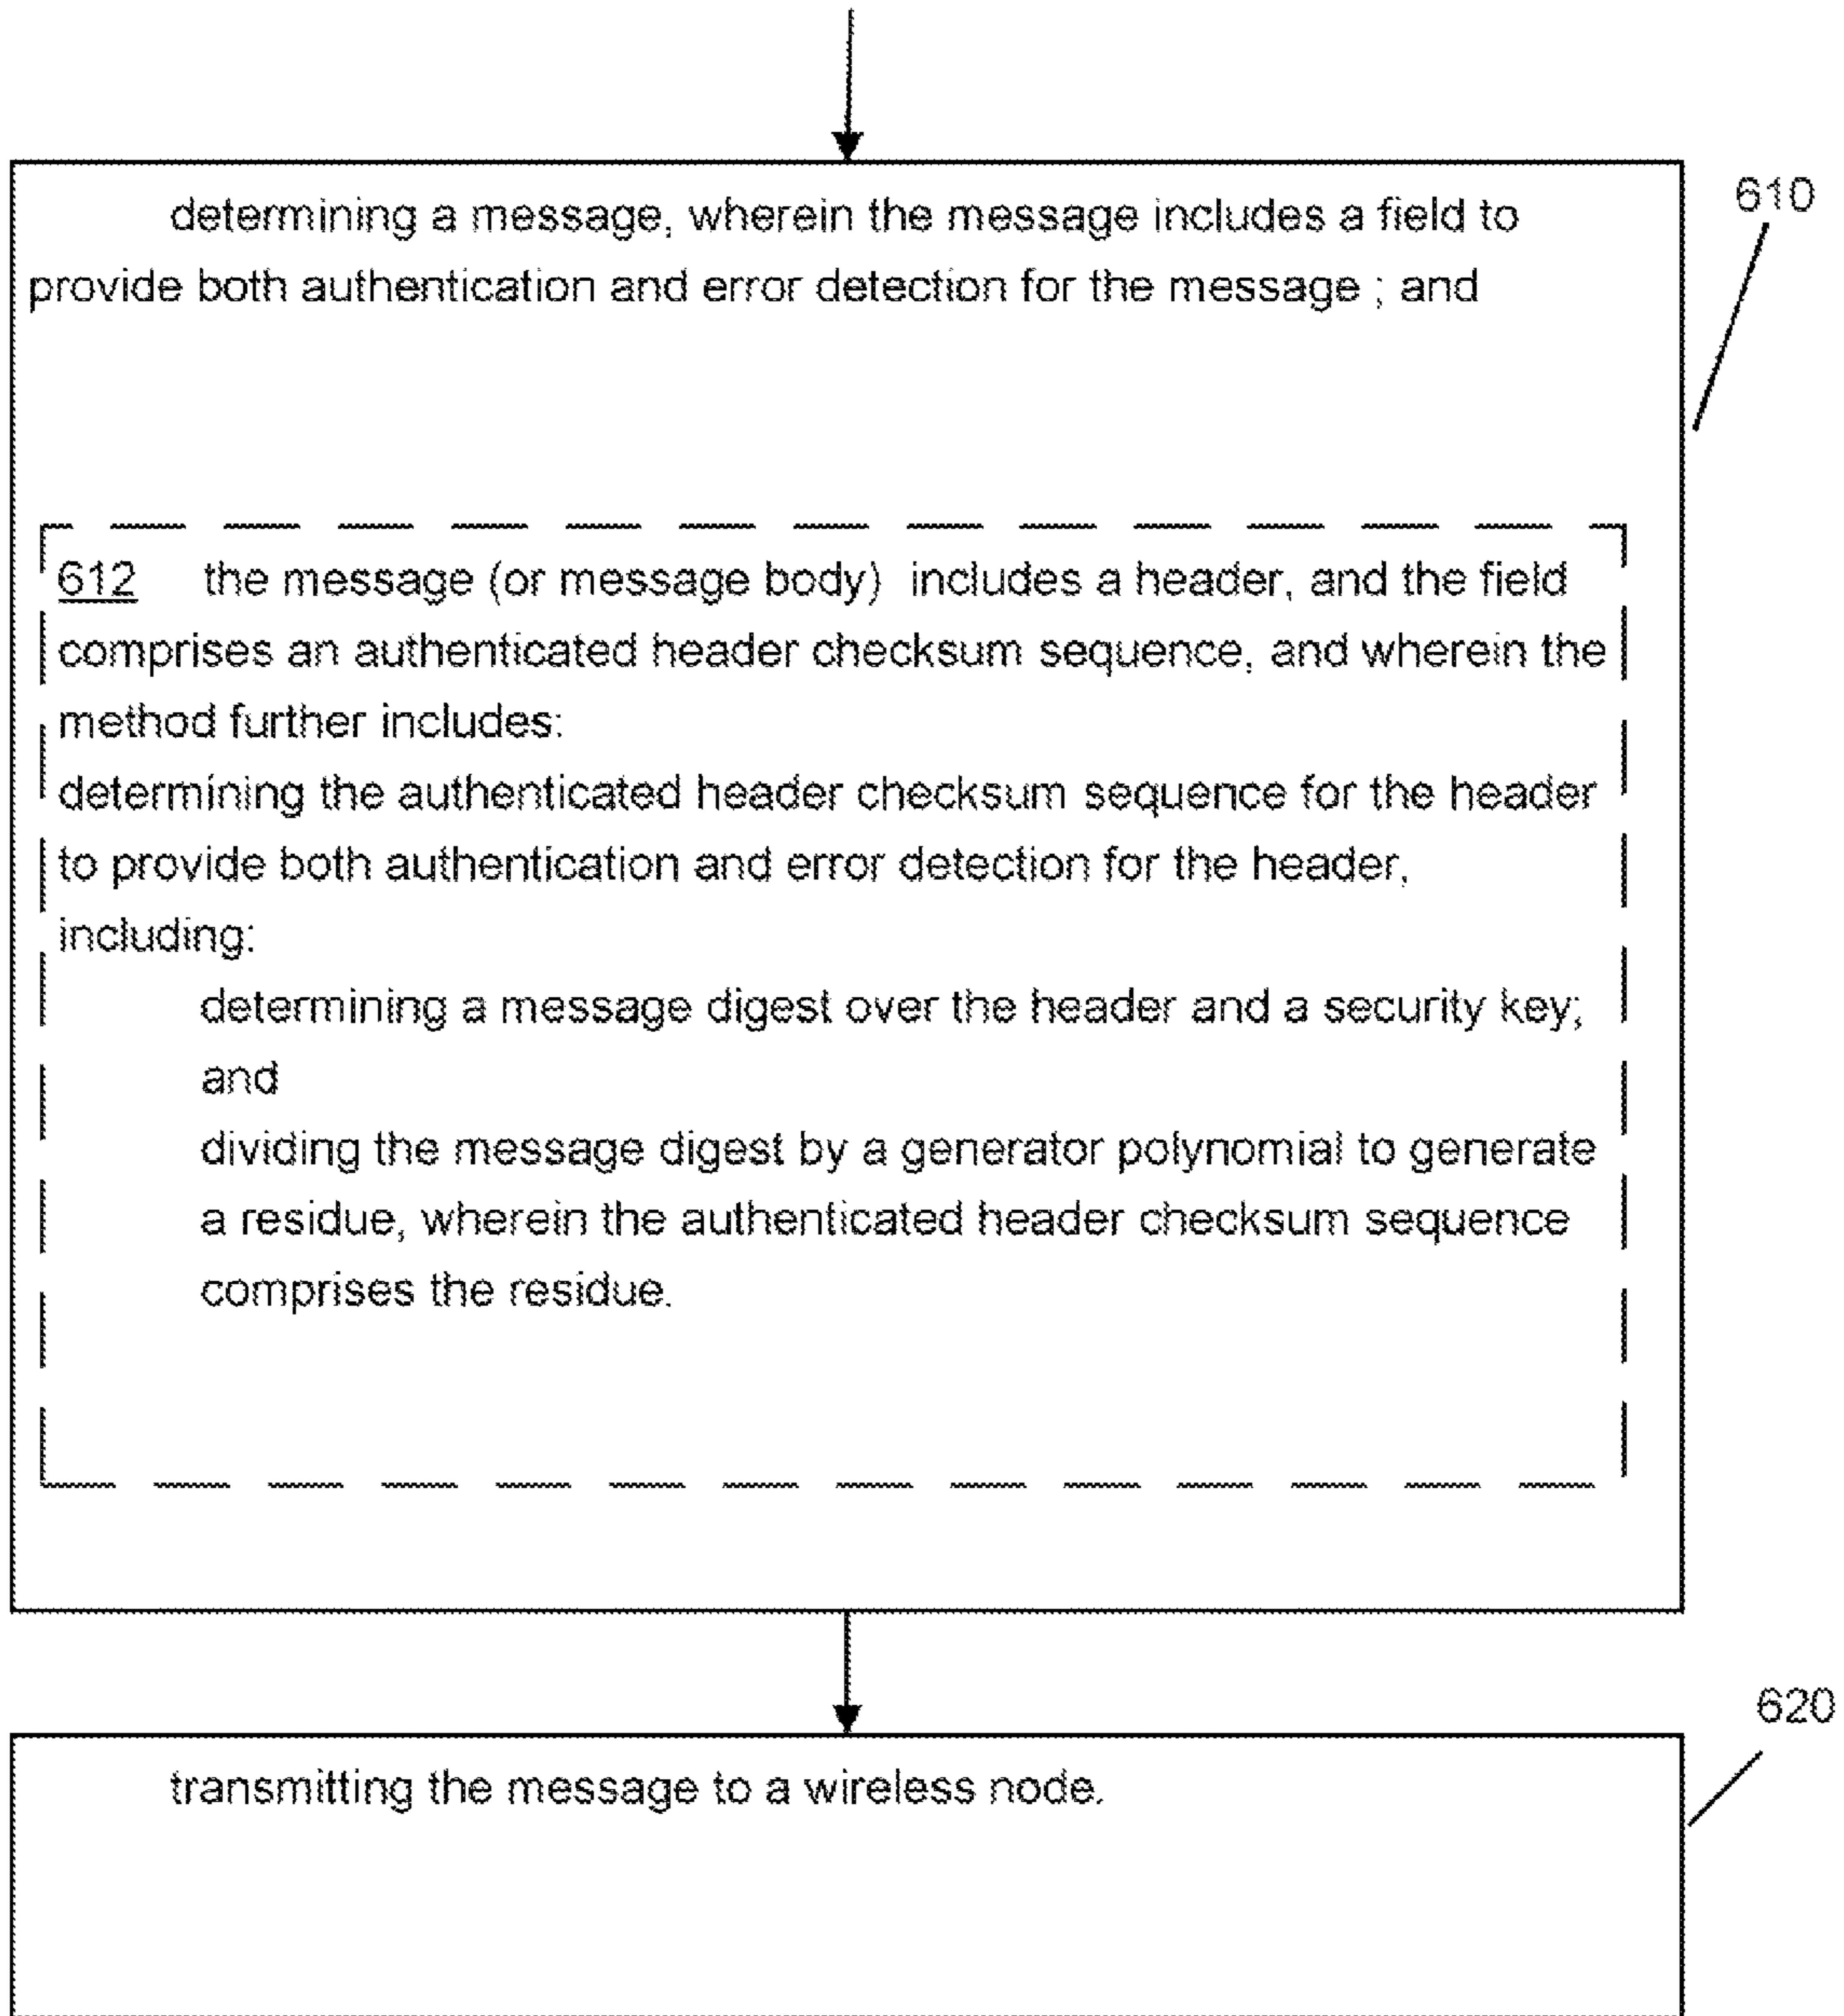 610
determining a message, wherein the message includes a field to
provide both authentication and error detection for the message ; and
612 the message (or message body) includes a header, and the field
comprises an authenticated header checksum sequence, and wherein the
method further includes:
determining the authenticated header checksum sequence for the header
to provide both authentication and error detection for the header,
including:
determining a message digest over the header and a security key;
and
dividing the message digest by a generator polynomial to generate
a residue, wherein the authenticated header checksum sequence
comprises the residue.
620
transmitting the message to a wireless node.